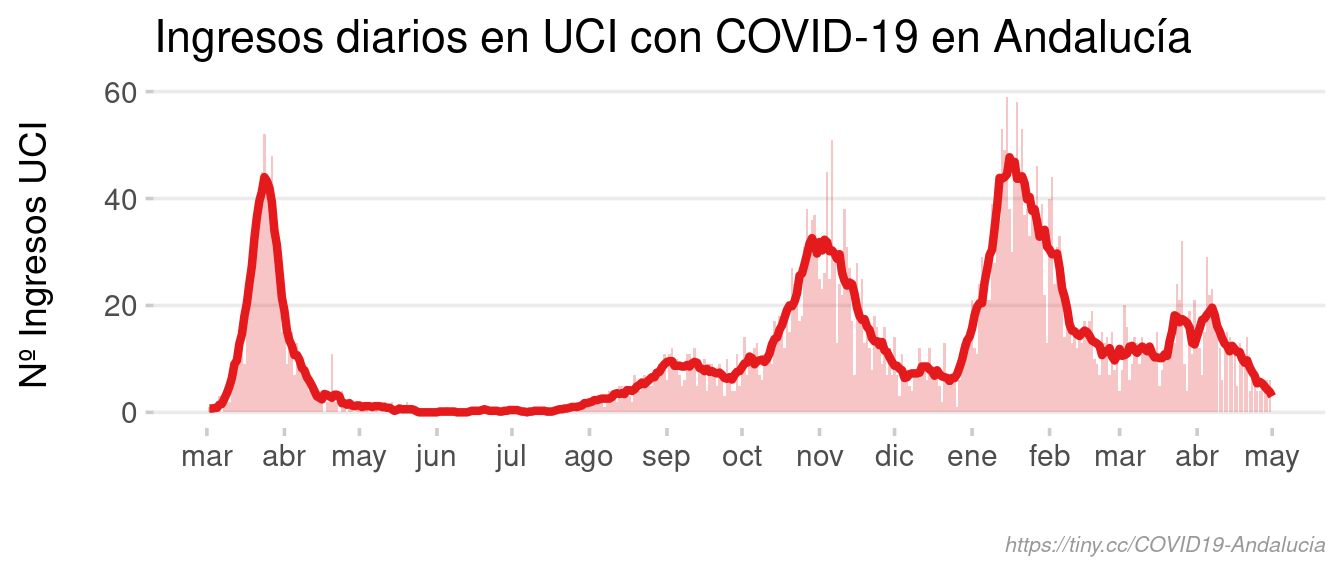 Ingresos diarios en UCI con COVID-19 en Andalucía
Nº Ingresos UCI
60
40
20
0
mar abr may jun jul ago sep oct nov dic ene feb mar abr may
https://tiny.cc/COVID19-Andalucia